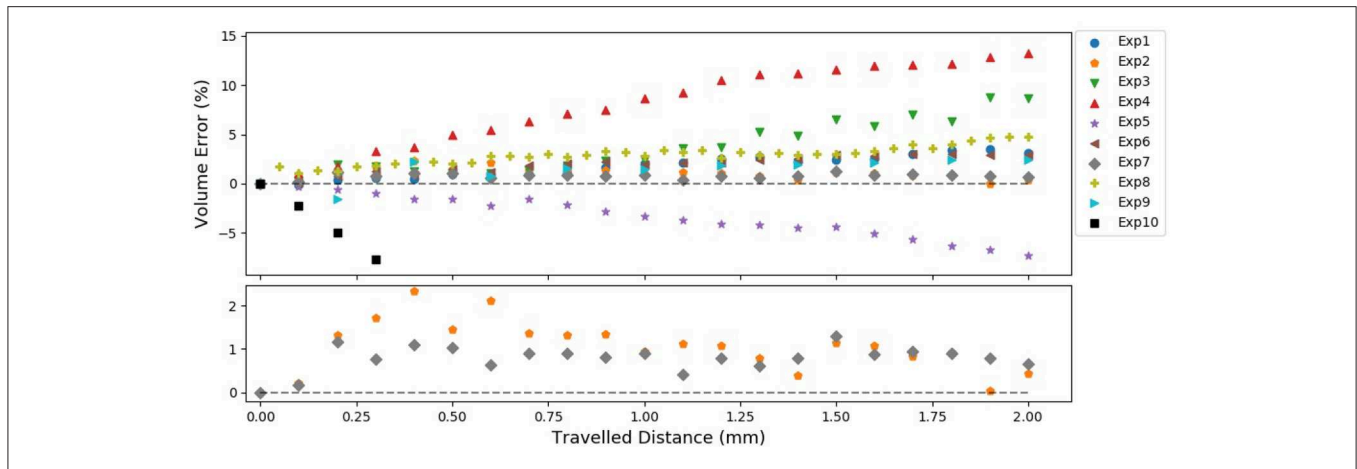 15
10
5
0
−5
Volume Error (%)
Exp1
Exp2
Exp3
Exp4
Exp5
Exp6
Exp7
Exp8
Exp9
Exp10
2
1
0
0.00 0.25 0.50 0.75 1.00 1.25 1.50 1.75 2.00
Travelled Distance (mm)